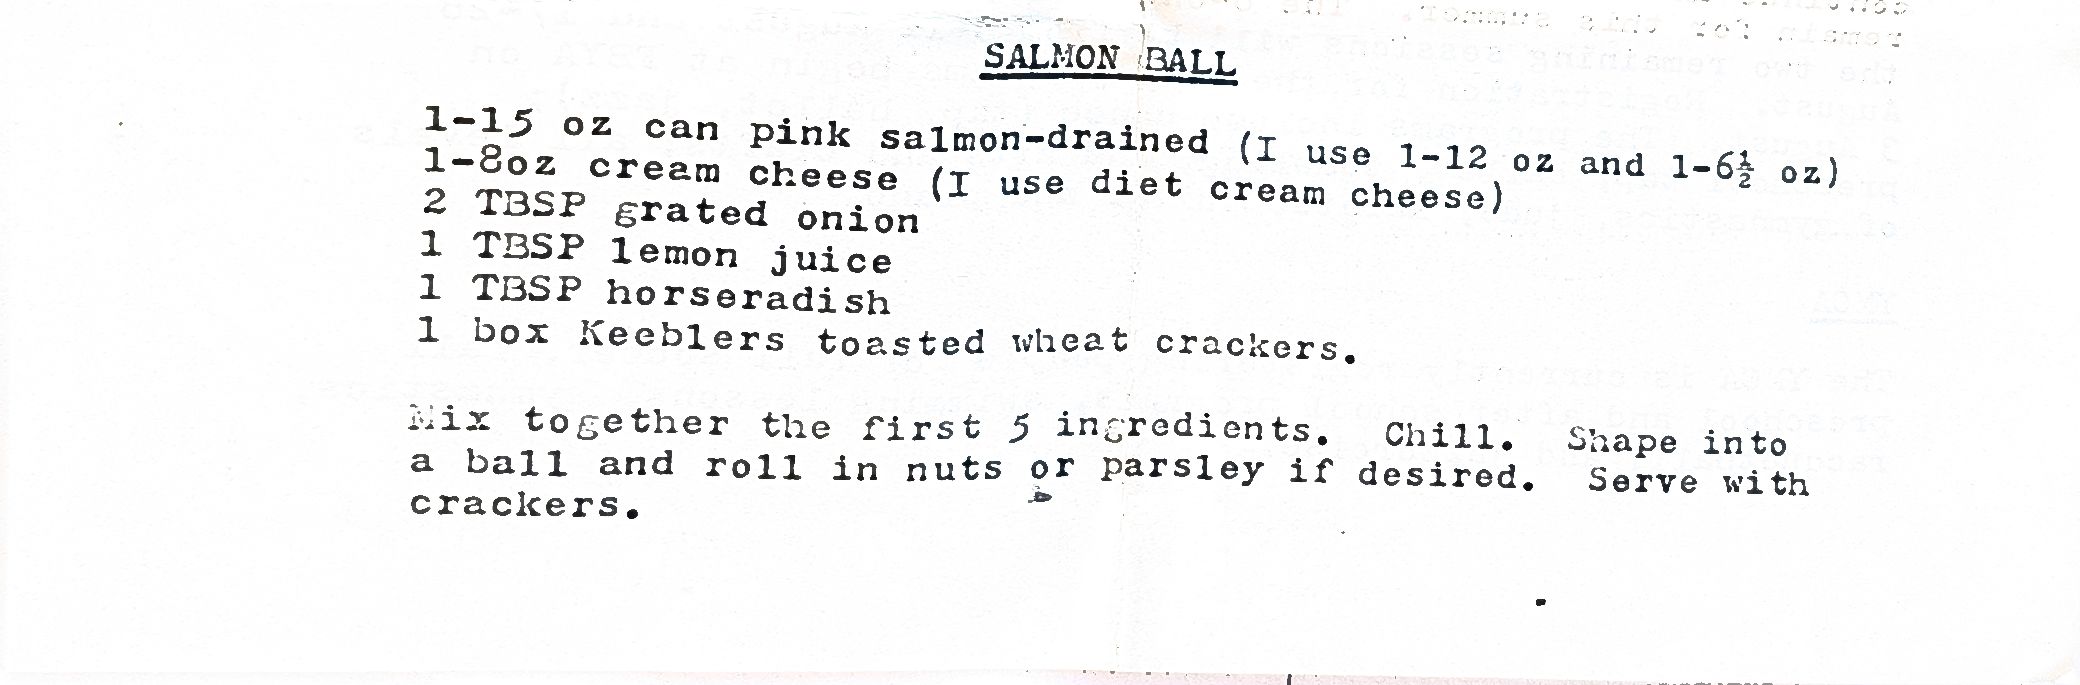 SALMON BALL
1-15 oz can pink salmon-drained (I use 1-12 oz and 1-6½ oz)
1-8oz cream cheese (I use diet cream cheese)
2 TBSP grated onion
1 TBSP lemon juice
1 TBSP horseradish
1 box Keeblers toasted wheat crackers.
Mix together the first 5 ingredients. Chill. Shape into
a ball and roll in nuts or parsley if desired. Serve with
crackers.